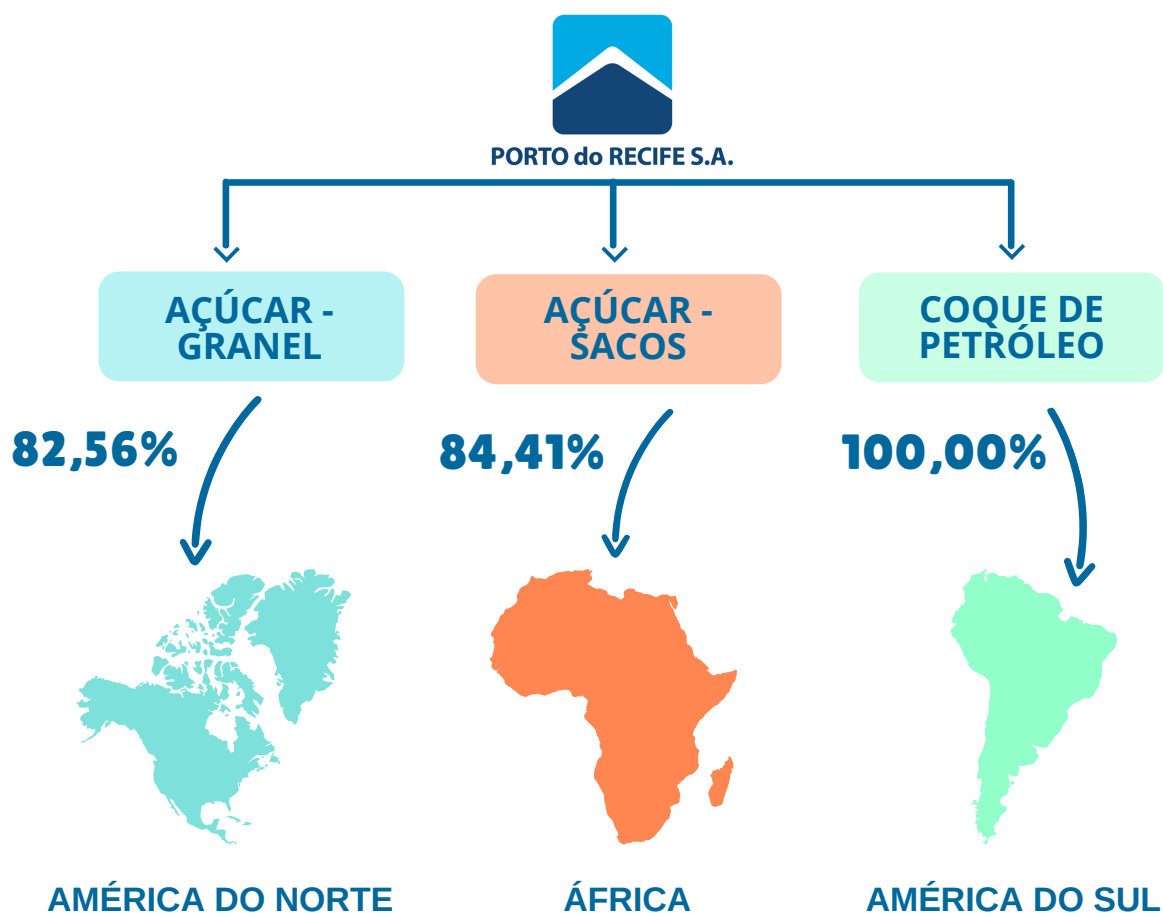 PORTO do RECIFE S.A.
AÇÚCAR -
GRANEL
AÇÚCAR -
SACOS
COQUE DE
PETRÓLEO
82,56%
84,41%
100,00%
AMÉRICA DO NORTE
ÁFRICA
AMÉRICA DO SUL